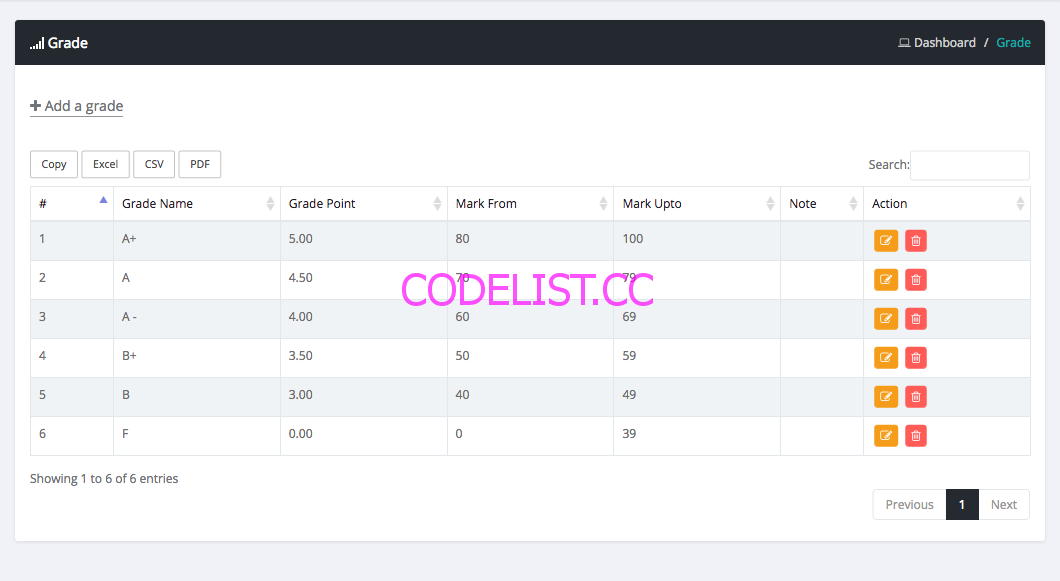 Grade Dashboard / Grade
Add a grade
Copy Excel CSV PDF Search:
# Grade Name Grade Point Mark From Mark Upto Note Action
1 A+ 5.00 80 100
2 A 4.50 70 79
CODELIST.CC
3 A - 4.00 60 69
4 B+ 3.50 50 59
5 B 3.00 40 49
6 F 0.00 0 39
Showing 1 to 6 of 6 entries
Previous 1 Next